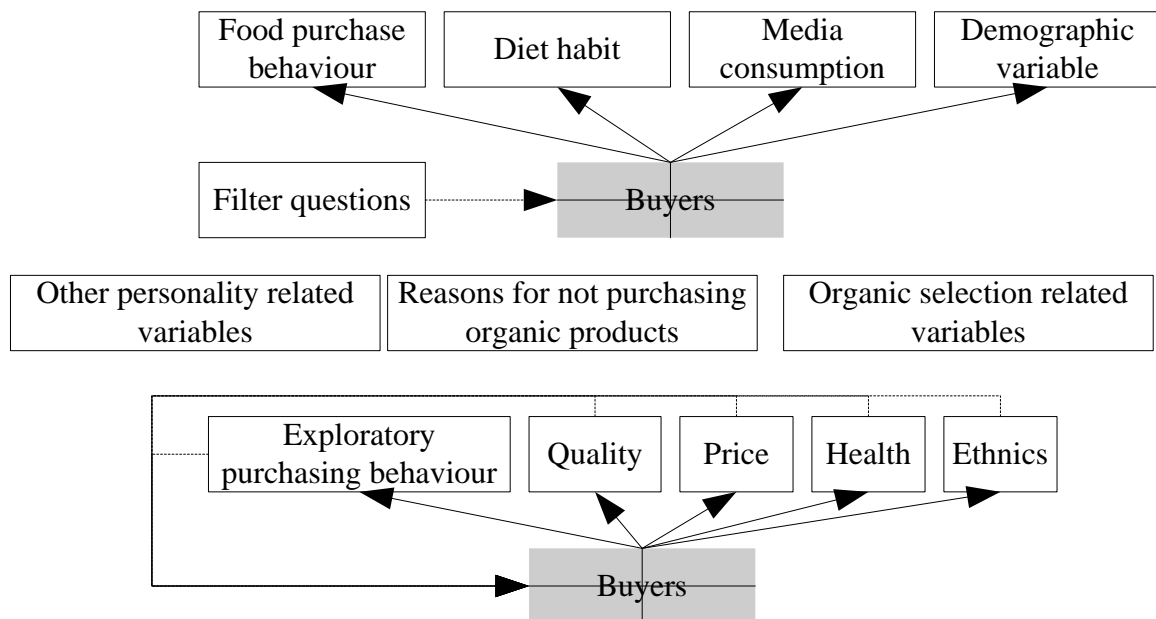 Food purchase
behaviour
Diet habit
Media
consumption
Demographic
variable
Filter questions
Buyers
Other personality related
variables
Reasons for not purchasing
organic products
Organic selection related
variables
Exploratory
purchasing behaviour
Quality
Price
Health
Ethnics
Buyers